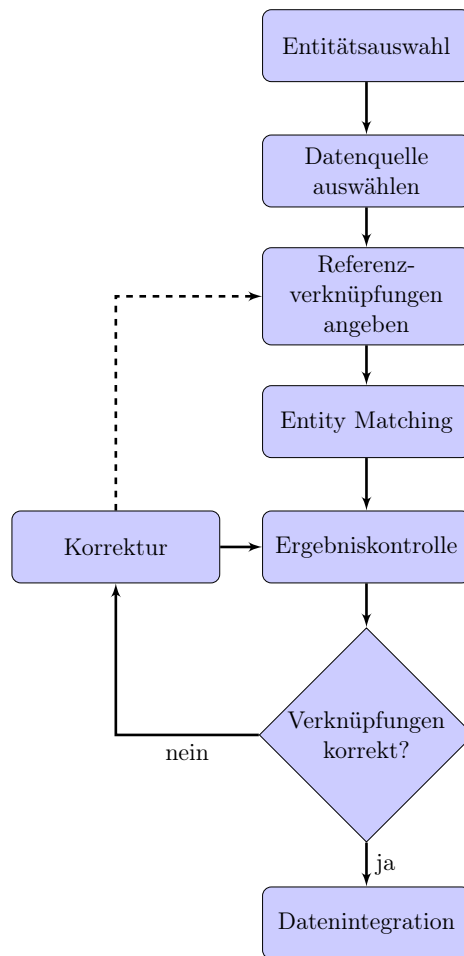 Entitätsauswahl
Datenquelle
auswählen
Referenz-
verknüpfungen
angeben
Entity Matching
Korrektur
Ergebniskontrolle
Verknüpfungen
korrekt?
nein
ja
Datenintegration